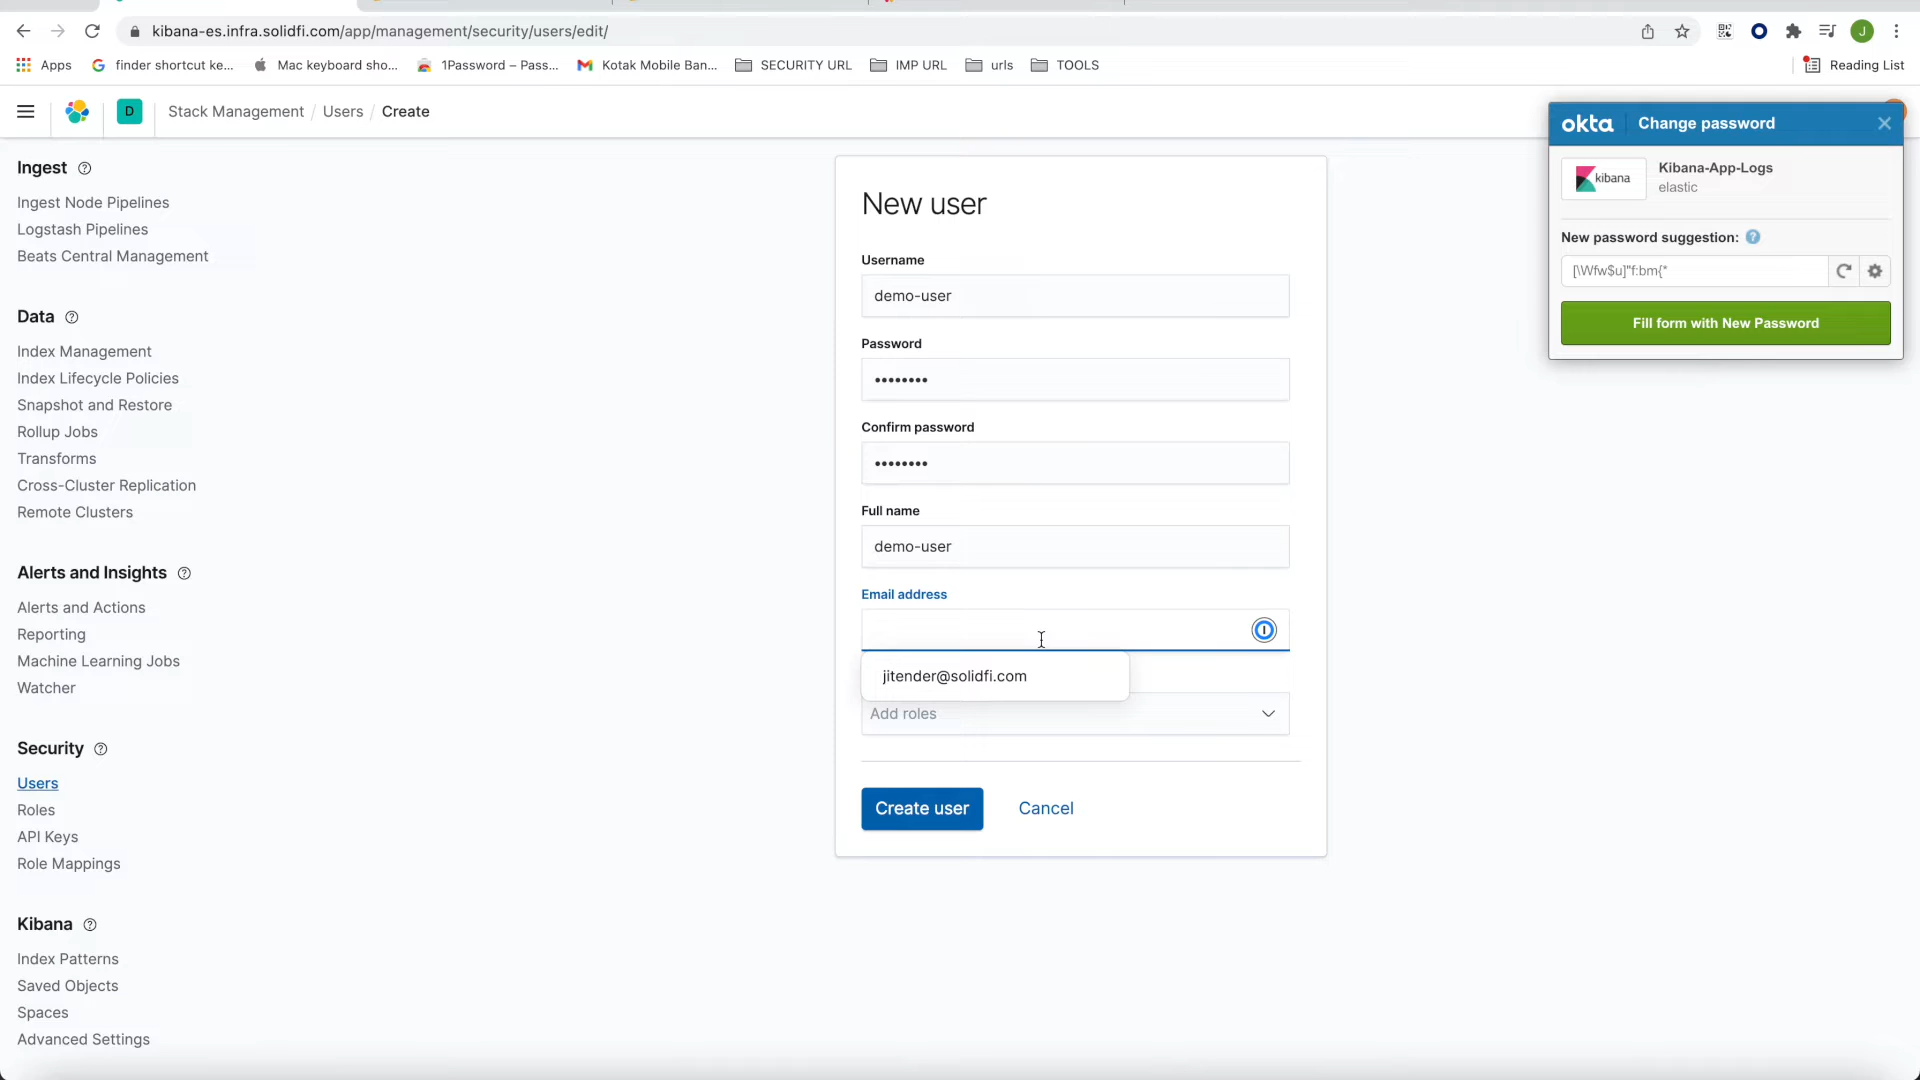 kibana-es.infra.solidfi.com/app/management/security/users/edit/
J
Apps
finder shortcut ke...
Mac keyboard sho...
1Password – Pass...
Kotak Mobile Ban...
SECURITY URL
IMP URL
urls
TOOLS
Reading List
D
Stack Management / Users / Create
Ingest
Ingest Node Pipelines
Logstash Pipelines
Beats Central Management
Data
Index Management
Index Lifecycle Policies
Snapshot and Restore
Rollup Jobs
Transforms
Cross-Cluster Replication
Remote Clusters
Alerts and Insights
Alerts and Actions
Reporting
Machine Learning Jobs
Watcher
Security
Users
Roles
API Keys
Role Mappings
Kibana
Index Patterns
Saved Objects
Spaces
Advanced Settings
New user
Username
demo-user
Password
••••••••
Confirm password
••••••••
Full name
demo-user
Email address
jitender@solidfi.com
Add roles
Create user
Cancel
okta
Change password
kibana
Kibana-App-Logs
elastic
New password suggestion:
[\Wfw$u]"f:bm{*
Fill form with New Password